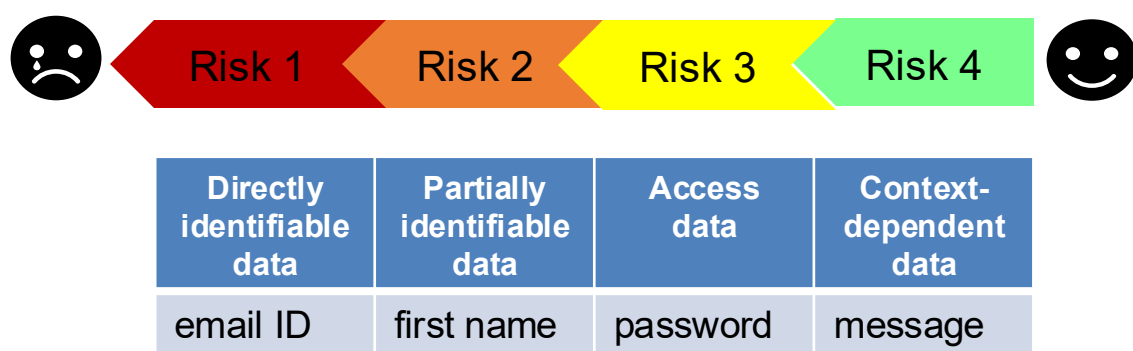 Risk 1 Risk 2 Risk 3 Risk 4
Directly identifiable data
Partially identifiable data
Access data
Context-dependent data
email ID first name password message